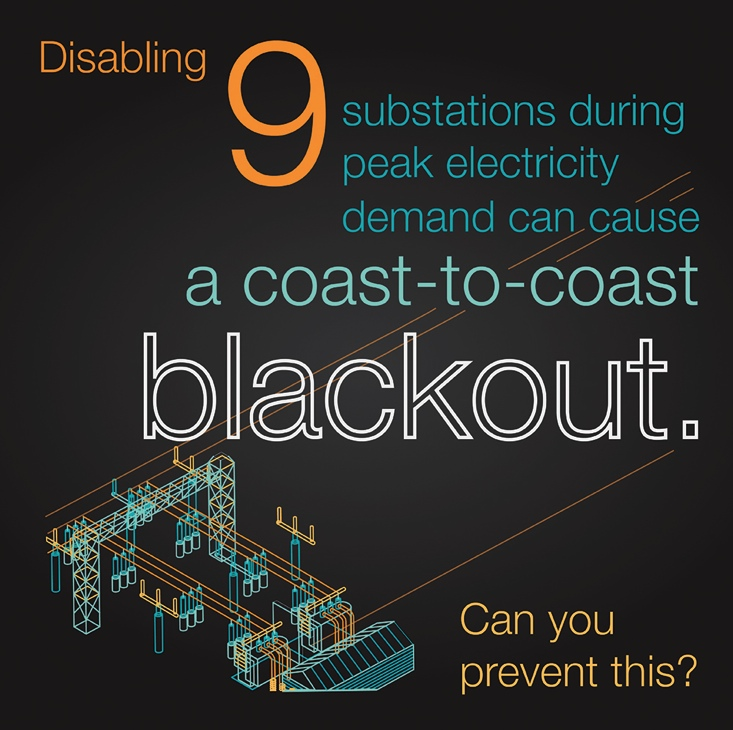 Disabling 9 substations during
peak electricity
demand can cause
a coast-to-coast
blackout.
Can you
prevent this?